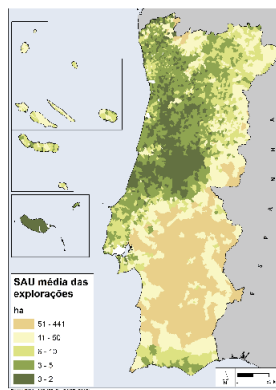 E S P A N H A
SAU média das
explorações
ha
51 - 441
11 - 50
6 - 10
3 - 5
0 - 2
N